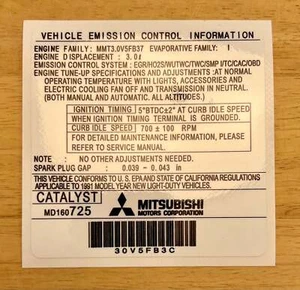 VEHICLE EMISSION CONTROL INFORMATION
ENGINE FAMILY: MMT3.0V5FB37 EVAPORATIVE FAMILY: I
ENGINE DISPLACEMENT : 3.0ℓ
EMISSION CONTROL SYSTEM : EGR/HO2S/WUTWC/TWC/SMP I/TC/CAC/OBD
ENGINE TUNE-UP SPECIFICATIONS AND ADJUSTMENTS : AT NORMAL
OPERATING TEMPERATURE WITH LIGHTS, ACCESSORIES AND
ELECTRIC COOLING FAN OFF AND TRANSMISSION IN NEUTRAL.
(BOTH MANUAL AND AUTOMATIC. ALL ALTITUDES.)
IGNITION TIMING 5°BTDC±2° AT CURB IDLE SPEED
WHEN IGNITION TIMING TERMINAL IS GROUNDED.
CURB IDLE SPEED 700 ± 100 RPM
FOR DETAILED MAINTENANCE INFORMATION, PLEASE
REFER TO SERVICE MANUAL.
NOTE : NO OTHER ADJUSTMENTS NEEDED.
SPARK PLUG GAP : 0.039 ~ 0.043 in
THIS VEHICLE CONFORMS TO U.S. EPA AND STATE OF CALIFORNIA REGULATIONS
APPLICABLE TO 1991 MODEL YEAR NEW LIGHT-DUTY VEHICLES.
CATALYST
MD160725
MITSUBISHI
MOTORS CORPORATION
30V5FB3C